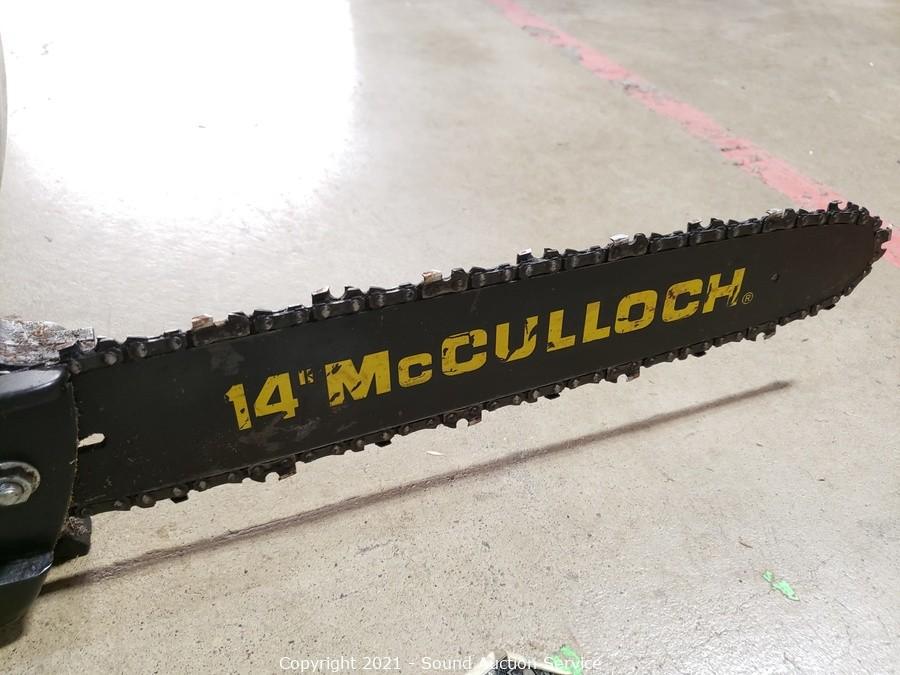 14" McCULLOCH®
Copyright 2021 - Sound Auction Service